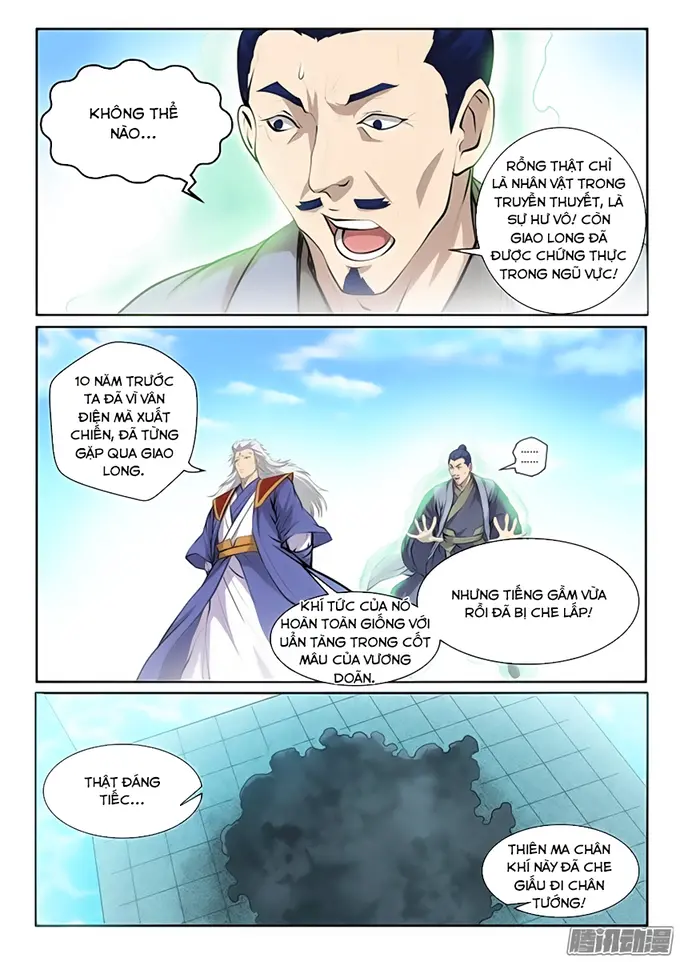 KHÔNG THỂ
NÀO...
RỒNG THẬT CHỈ
LÀ NHÂN VẬT TRONG
TRUYỀN THUYẾT, LÀ
SỰ HƯ VÔ! CÒN
GIAO LONG ĐÃ
ĐƯỢC CHỨNG THỰC
TRONG NGŨ VỰC!
10 NĂM TRƯỚC
TA ĐÃ VÌ VÂN
ĐIỆN MÀ XUẤT
CHIẾN, ĐÃ TỪNG
GẶP QUA GIAO
LONG.
......
......
KHÍ TỨC CỦA NÓ
HOÀN TOÀN GIỐNG VỚI
UẨN TÀNG TRONG CỐT
MÂU CỦA VƯƠNG
DOÃN.
NHƯNG TIẾNG GẦM VỪA
RỒI ĐÃ BỊ CHE LẤP!
THẬT ĐÁNG
TIẾC...
THIÊN MA CHÂN
KHÍ NÀY ĐÃ CHE
GIẤU ĐI CHÂN
TƯỚNG!
腾讯动漫